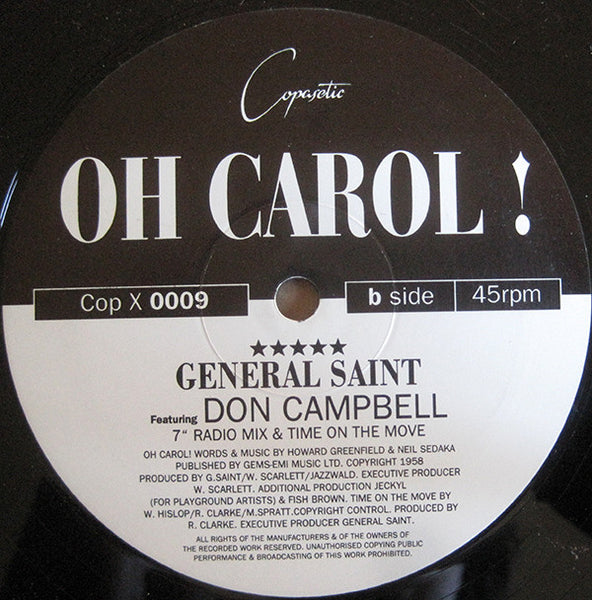 Copasetic
OH CAROL !
Cop X 0009
b side 45rpm
★★★★★
GENERAL SAINT
Featuring DON CAMPBELL
7" RADIO MIX & TIME ON THE MOVE
OH CAROL! WORDS & MUSIC BY HOWARD GREENFIELD & NEIL SEDAKA
PUBLISHED BY GEMS-EMI MUSIC LTD. COPYRIGHT 1958
PRODUCED BY G.SAINT/W. SCARLETT/JAZZWALD. EXECUTIVE PRODUCER
W. SCARLETT. ADDITIONAL PRODUCTION JECKYL
(FOR PLAYGROUND ARTISTS) & FISH BROWN. TIME ON THE MOVE BY
W. HISLOP/R. CLARKE/M.SPRATT.COPYRIGHT CONTROL. PRODUCED BY
R. CLARKE. EXECUTIVE PRODUCER GENERAL SAINT.
ALL RIGHTS OF THE MANUFACTURERS & OF THE OWNERS OF
THE RECORDED WORK RESERVED. UNAUTHORISED COPYING PUBLIC
PERFORMANCE & BROADCASTING OF THIS WORK PROHIBITED.